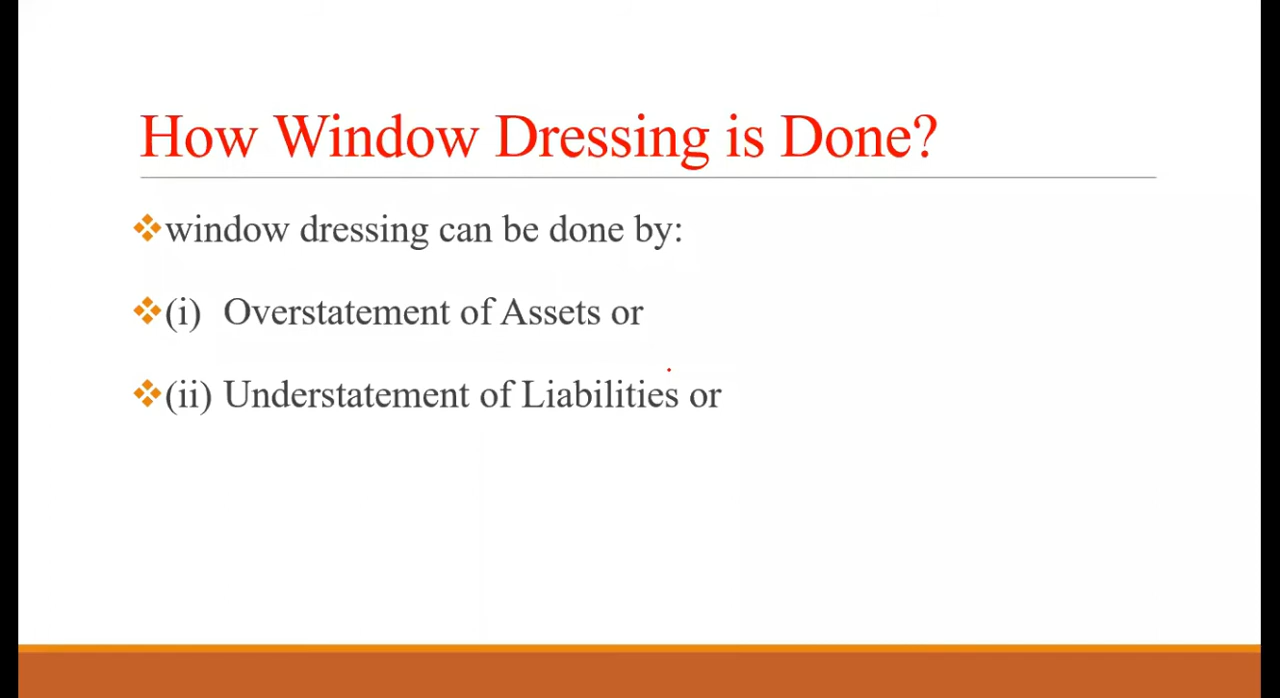 How Window Dressing is Done?
window dressing can be done by:
(i) Overstatement of Assets or
(ii) Understatement of Liabilities or